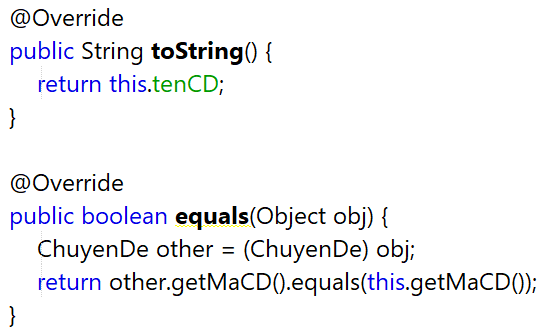 @Override
public String toString() {
return this.tenCD;
}
@Override
public boolean equals(Object obj) {
ChuyenDe other = (ChuyenDe) obj;
return other.getMaCD().equals(this.getMaCD());
}